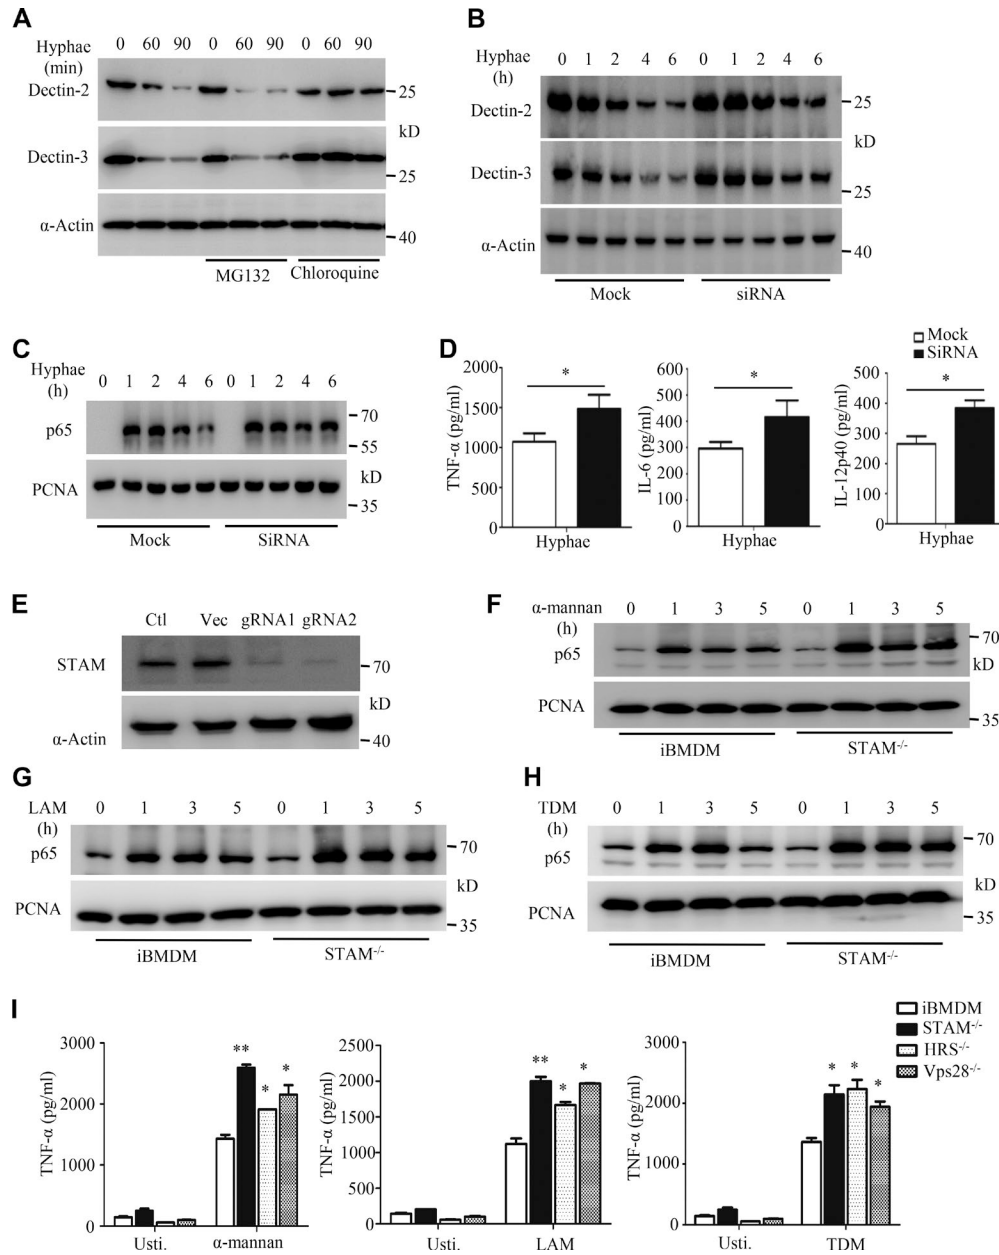 A
Hyphae (min) 0 60 90 0 60 90 0 60 90
Dectin-2
25
kD
Dectin-3
25
α-Actin
40
MG132 Chloroquine
B
Hyphae (h) 0 1 2 4 6 0 1 2 4 6
Dectin-2
25
kD
Dectin-3
25
α-Actin
40
Mock siRNA
C
Hyphae (h) 0 1 2 4 6 0 1 2 4 6
p65
70
55
kD
PCNA
35
Mock SiRNA
D
Mock
SiRNA
TNF-α (pg/ml)
2000
1500
1000
500
0
*
Hyphae
IL-6 (pg/ml)
600
500
400
300
200
100
0
*
Hyphae
IL-12p40 (pg/ml)
500
400
300
200
100
0
*
Hyphae
E
Ctl Vec gRNA1 gRNA2
STAM
70
kD
α-Actin
40
F
α-mannan (h) 0 1 3 5 0 1 3 5
p65
70
kD
PCNA
35
iBMDM STAM-/-
G
LAM (h) 0 1 3 5 0 1 3 5
p65
70
kD
PCNA
35
iBMDM STAM-/-
H
TDM (h) 0 1 3 5 0 1 3 5
p65
70
kD
PCNA
35
iBMDM STAM-/-
I
iBMDM
STAM-/-
HRS-/-
Vps28-/-
TNF-α (pg/ml)
3000
2000
1000
0
** * *
Usti. α-mannan
TNF-α (pg/ml)
2500
2000
1500
1000
500
0
** * *
Usti. LAM
TNF-α (pg/ml)
3000
2000
1000
0
* * *
Usti. TDM